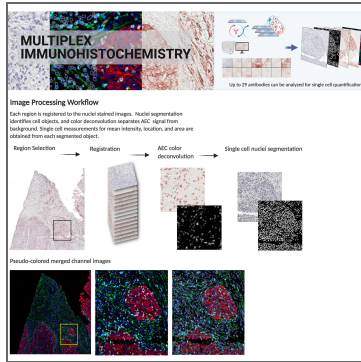 MULTIPLEX
IMMUNOHISTOCHEMISTRY
Up to 29 antibodies can be analyzed for single cell quantification
Image Processing Workflow
Each region is registered to the nuclei stained images. Nuclei segmentation
identifies cell objects, and color deconvolution separates AEC signal from
background. Single cell measurements for mean intensity, location, and area are
obtained from each segmented object.
Region Selection
Registration
AEC color
deconvolution
Single cell nuclei segmentation
Pseudo-colored merged channel images